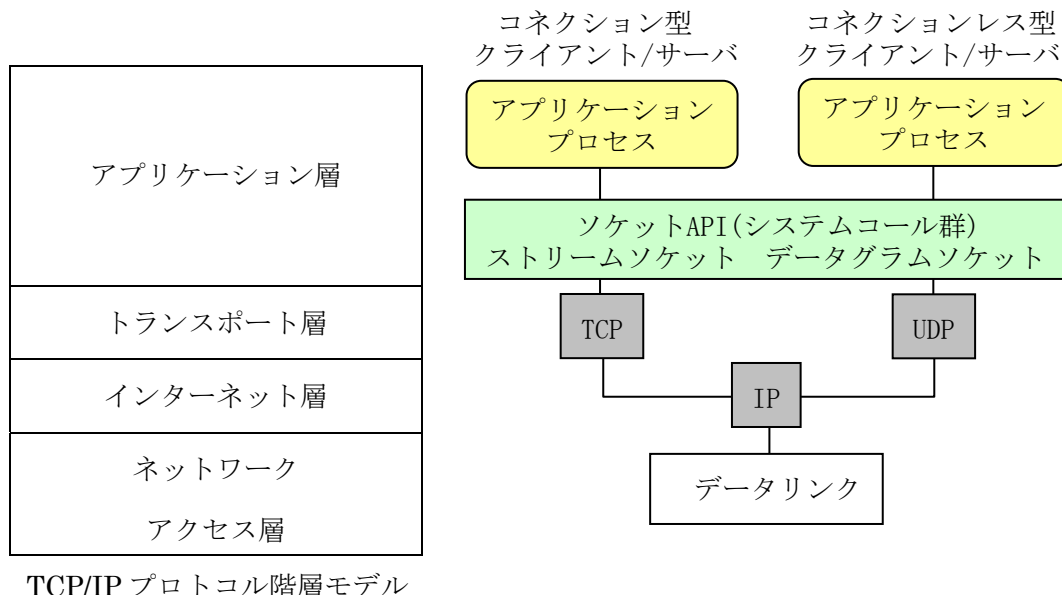 コネクション型
クライアント/サーバ
コネクションレス型
クライアント/サーバ
アプリケーション
プロセス
アプリケーション
プロセス
アプリケーション層
ソケットAPI(システムコール群)
ストリームソケット データグラムソケット
トランスポート層
TCP
UDP
インターネット層
IP
ネットワーク
アクセス層
データリンク
TCP/IP プロトコル階層モデル